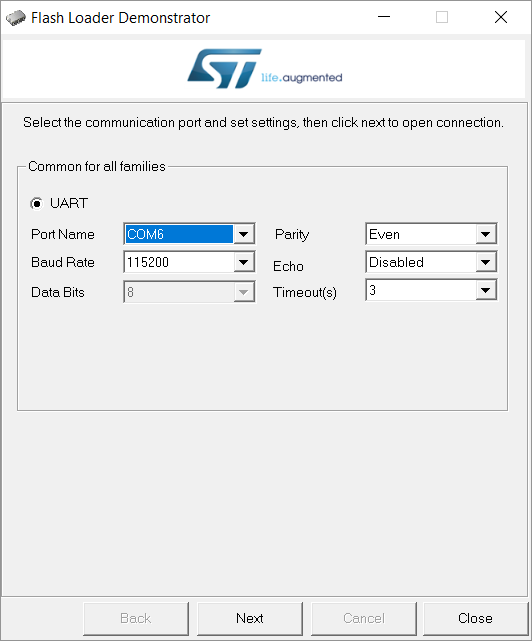 Flash Loader Demonstrator
ST life.augmented
Select the communication port and set settings, then click next to open connection.
Common for all families
UART
Port Name COM6 Parity Even
Baud Rate 115200 Echo Disabled
Data Bits 8 Timeout(s) 3
Back Next Cancel Close